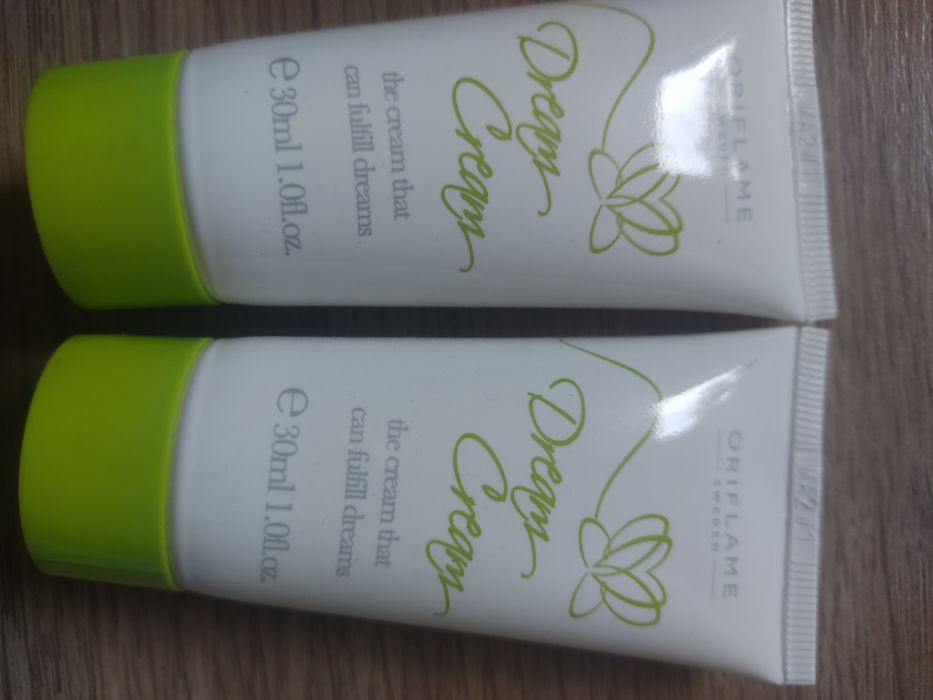 ORIFLAME
SWEDEN
Dream
Cream
the cream that
can fulfill dreams
e 30ml 1.0fl.oz.
ORIFLAME
SWEDEN
Dream
Cream
the cream that
can fulfill dreams
e 30ml 1.0fl.oz.